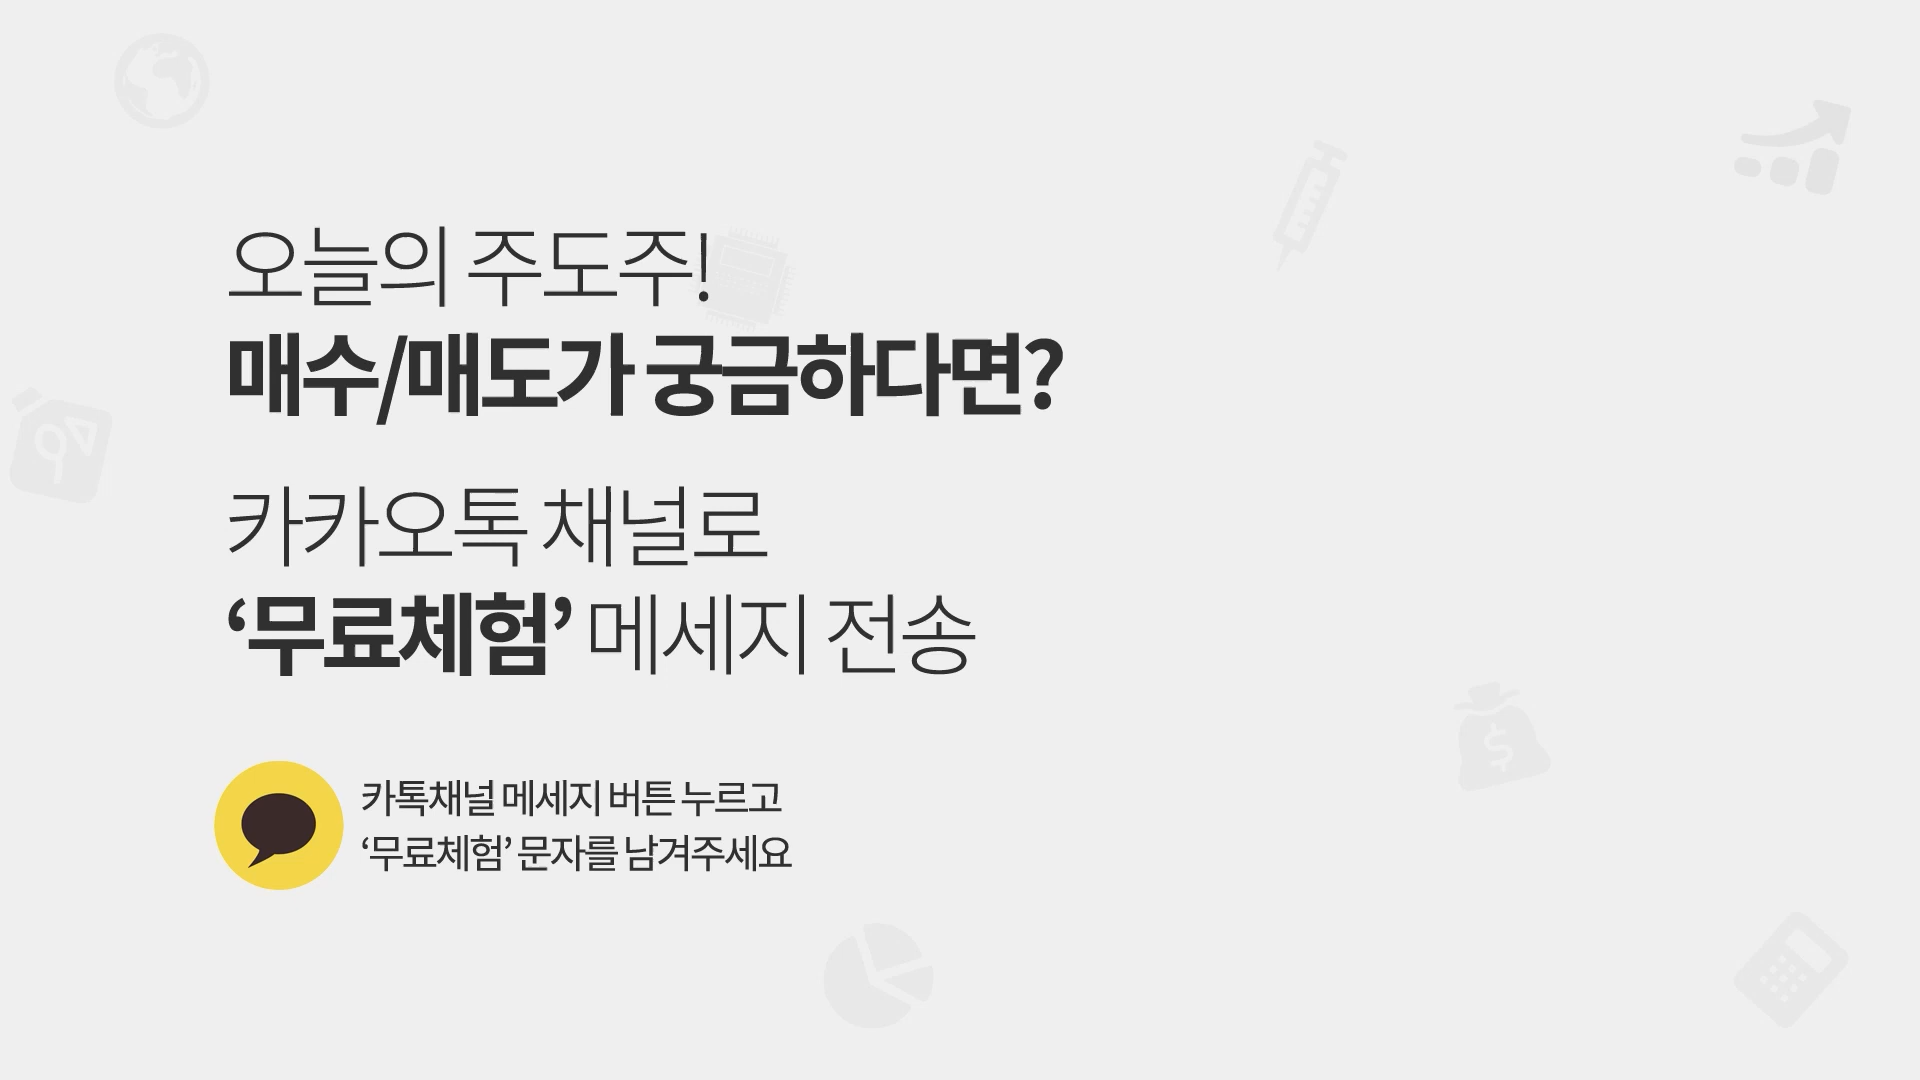 오늘의 주도주!
매수/매도가 궁금하다면?
카카오톡 채널로
‘무료체험’ 메세지 전송
카톡채널 메세지 버튼 누르고
‘무료체험’ 문자를 남겨주세요